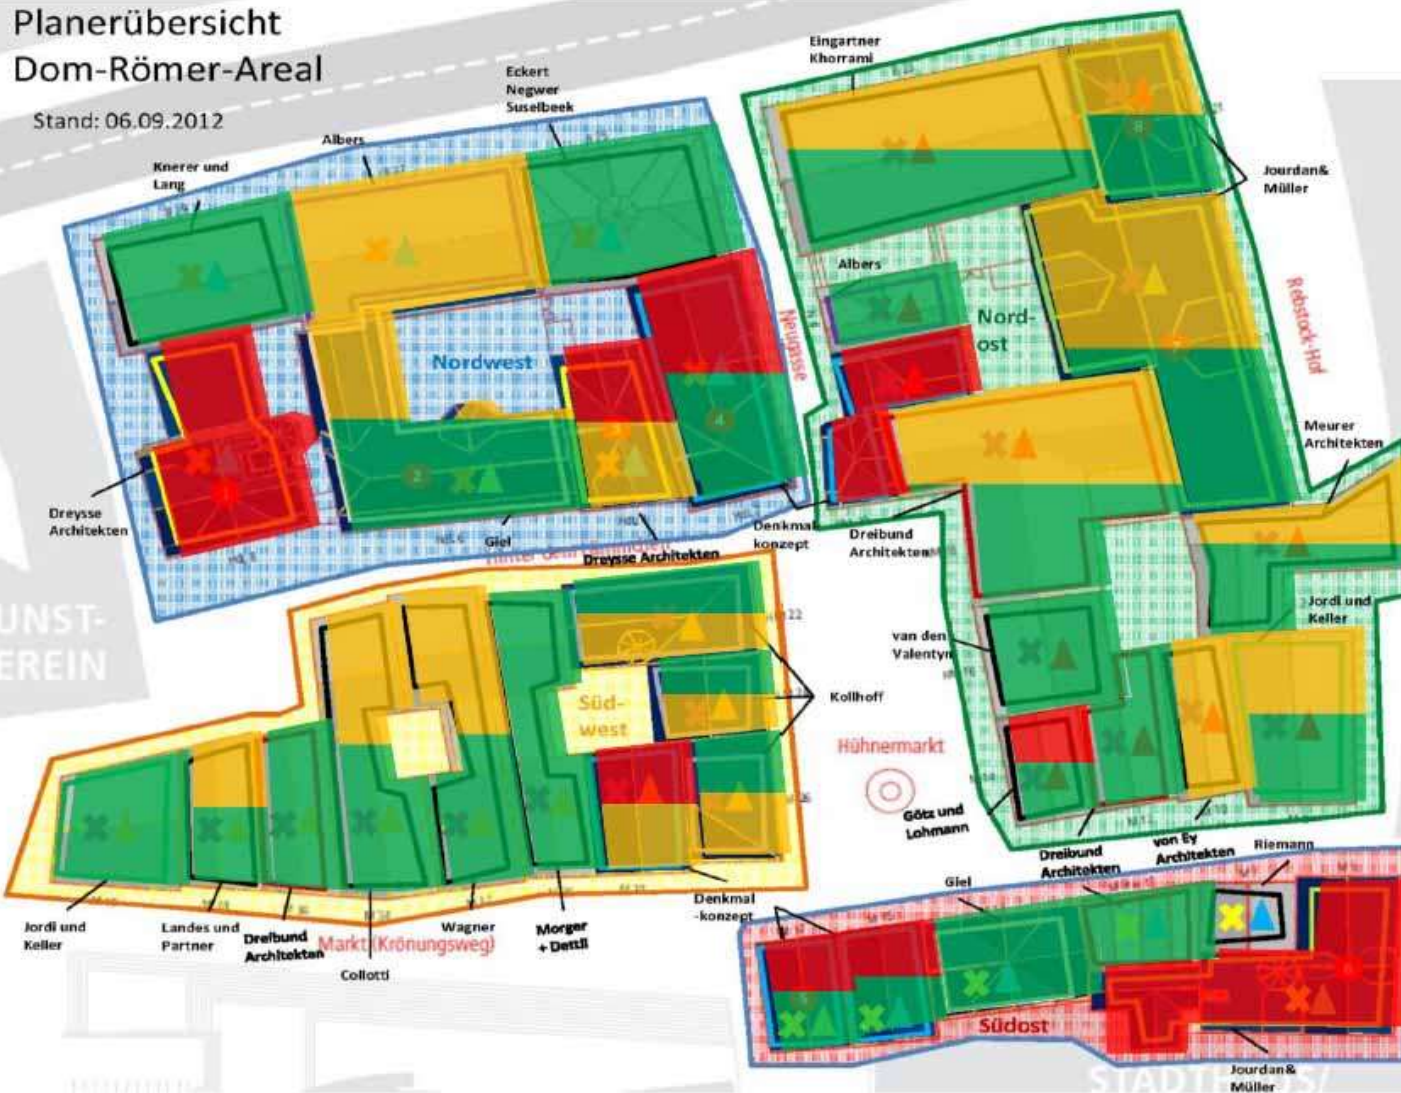 Planerübersicht
Dom-Römer-Areal
Stand: 06.09.2012
Knerer und
Lang
Albers
Eckert
Negwer
Suselbeek
Eingartner
Khorrami
Jourdan&
Müller
Albers
Nordwest
Nord-
ost
Neugasse
Rebstock-Hof
Meurer
Architekten
Dreysse
Architekten
Giel
Dreysse Architekten
Denkmal
konzept
Dreibund
Architekten
UNST-
EREIN
22
van den
Valentyn
Jordi und
Keller
Süd-
west
Kollhoff
Hühnermarkt
Götz und
Lohmann
Dreibund
Architekten
von Ey
Architekten
Riemann
Giel
Denkmal
-konzept
Jordi und
Keller
Landes und
Partner
Dreibund
Architekten
Markt (Krönungsweg)
Collotti
Wagner
Morger
+ Dettli
Südost
Jourdan&
Müller